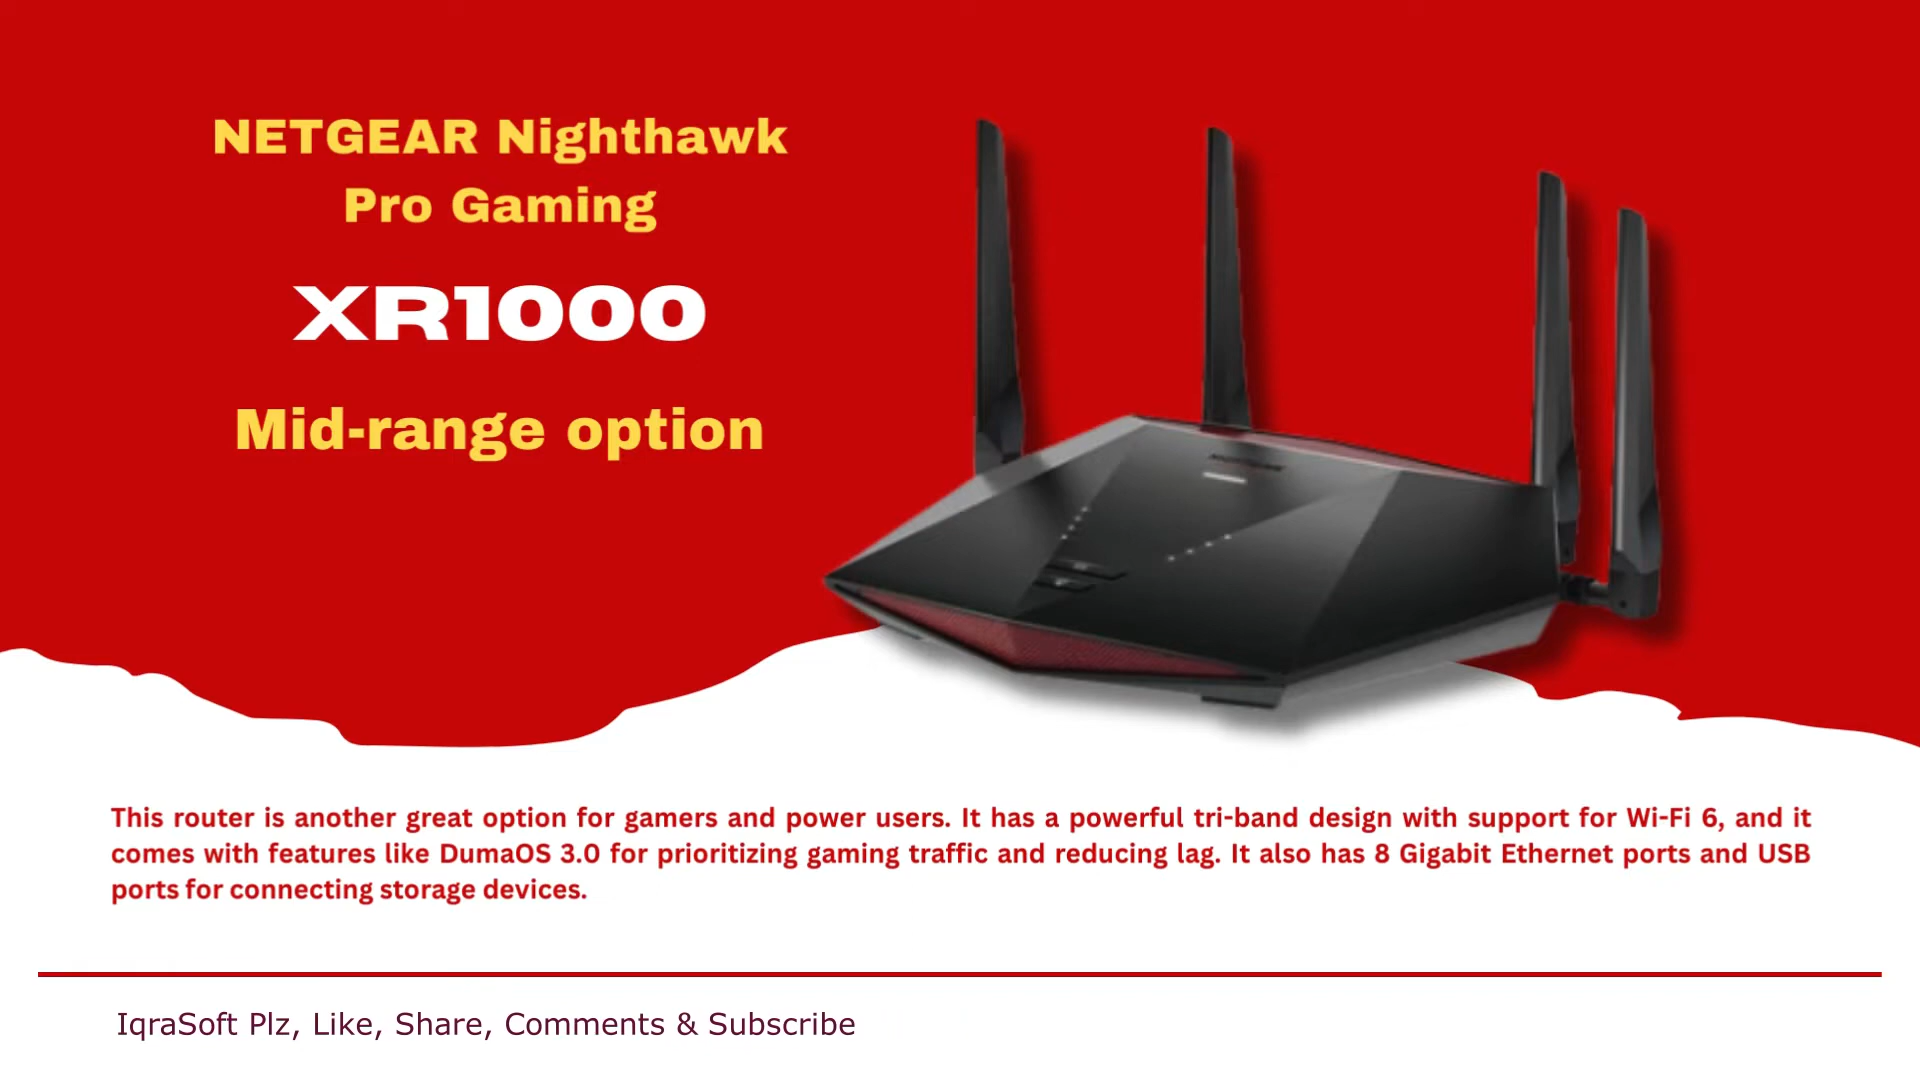 NETGEAR Nighthawk
Pro Gaming
XR1000
Mid-range option
This router is another great option for gamers and power users. It has a powerful tri-band design with support for Wi-Fi 6, and it
comes with features like DumaOS 3.0 for prioritizing gaming traffic and reducing lag. It also has 8 Gigabit Ethernet ports and USB
ports for connecting storage devices.
IqraSoft Plz, Like, Share, Comments & Subscribe